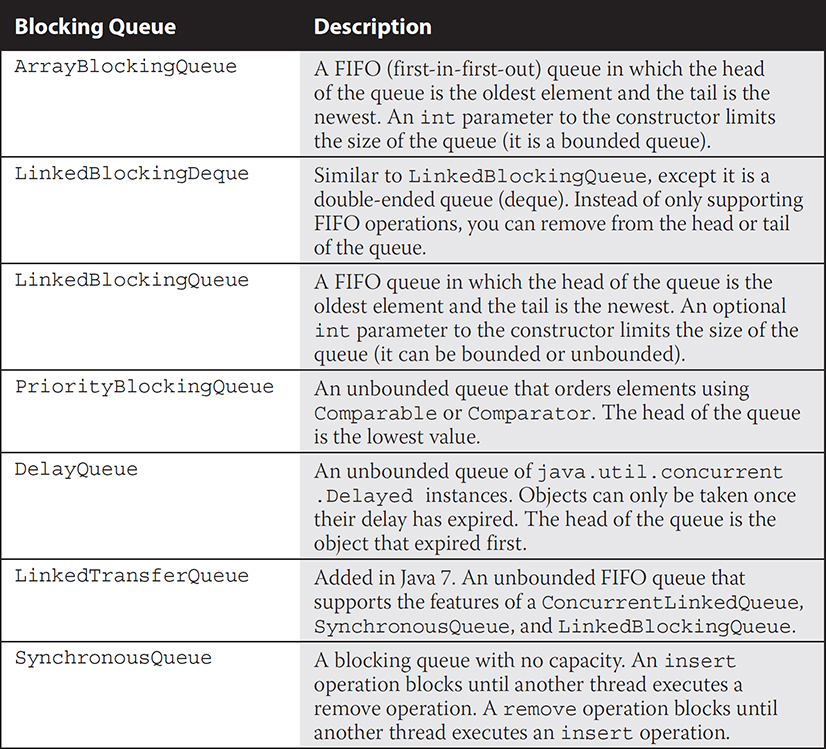 Blocking Queue Description
ArrayBlockingQueue A FIFO (first-in-first-out) queue in which the head
of the queue is the oldest element and the tail is the
newest. An int parameter to the constructor limits
the size of the queue (it is a bounded queue).
LinkedBlockingDeque Similar to LinkedBlockingQueue, except it is a
double-ended queue (deque). Instead of only supporting
FIFO operations, you can remove from the head or tail
of the queue.
LinkedBlockingQueue A FIFO queue in which the head of the queue is the
oldest element and the tail is the newest. An optional
int parameter to the constructor limits the size of the
queue (it can be bounded or unbounded).
PriorityBlockingQueue An unbounded queue that orders elements using
Comparable or Comparator. The head of the queue
is the lowest value.
DelayQueue An unbounded queue of java.util.concurrent
.Delayed instances. Objects can only be taken once
their delay has expired. The head of the queue is the
object that expired first.
LinkedTransferQueue Added in Java 7. An unbounded FIFO queue that
supports the features of a ConcurrentLinkedQueue,
SynchronousQueue, and LinkedBlockingQueue.
SynchronousQueue A blocking queue with no capacity. An insert
operation blocks until another thread executes a
remove operation. A remove operation blocks until
another thread executes an insert operation.